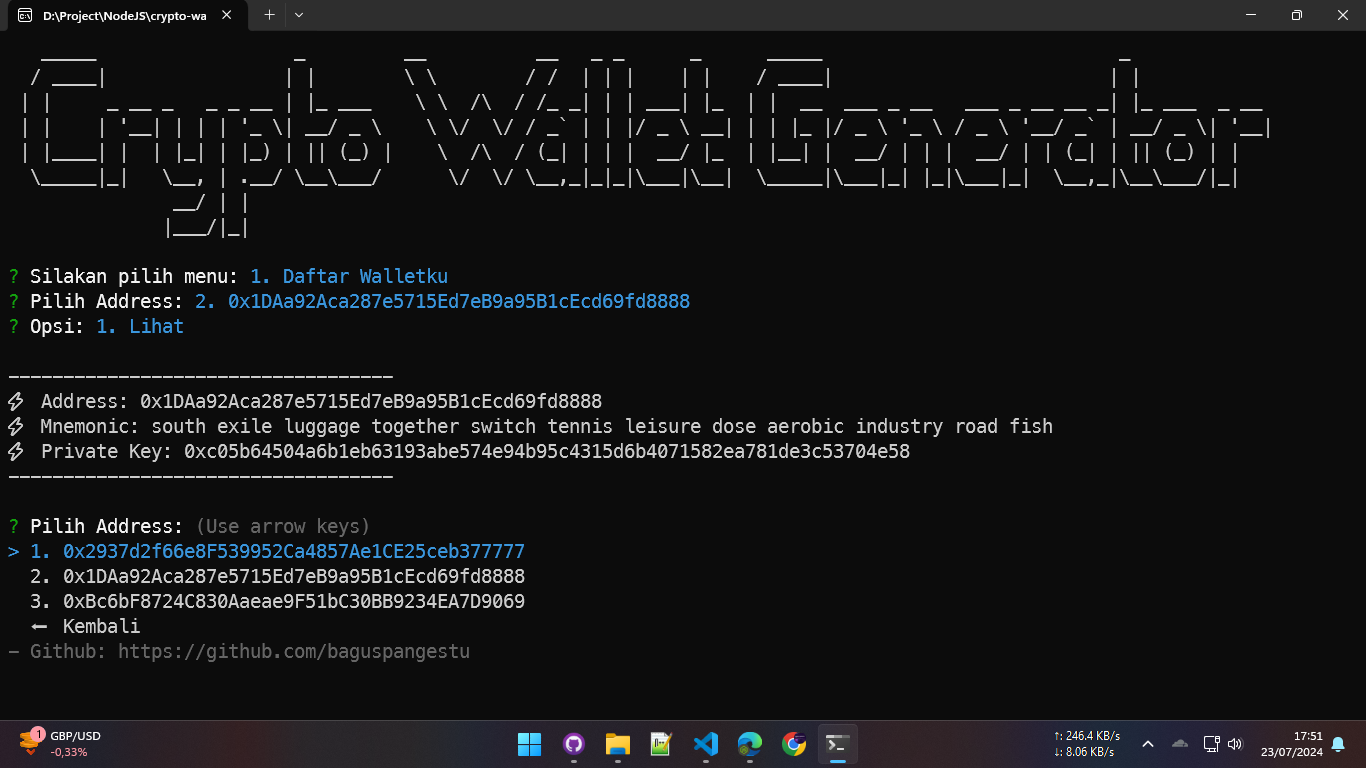 D:\Project\NodeJS\crypto-wa
Crypto Wallet Generator
? Silakan pilih menu: 1. Daftar Walletku
? Pilih Address: 2. 0x1DAa92Aca287e5715Ed7eB9a95B1cEcd69fd8888
? Opsi: 1. Lihat
-----------------------------------
⚡ Address: 0x1DAa92Aca287e5715Ed7eB9a95B1cEcd69fd8888
⚡ Mnemonic: south exile luggage together switch tennis leisure dose aerobic industry road fish
⚡ Private Key: 0xc05b64504a6b1eb63193abe574e94b95c4315d6b4071582ea781de3c53704e58
-----------------------------------
? Pilih Address: (Use arrow keys)
> 1. 0x2937d2f66e8F539952Ca4857Ae1CE25ceb377777
2. 0x1DAa92Aca287e5715Ed7eB9a95B1cEcd69fd8888
3. 0xBc6bF8724C830Aaeae9F51bC30BB9234EA7D9069
← Kembali
- Github: https://github.com/baguspangestu
1
GBP/USD
-0,33%
↑: 246.4 KB/s
↓: 8.06 KB/s
17:51
23/07/2024